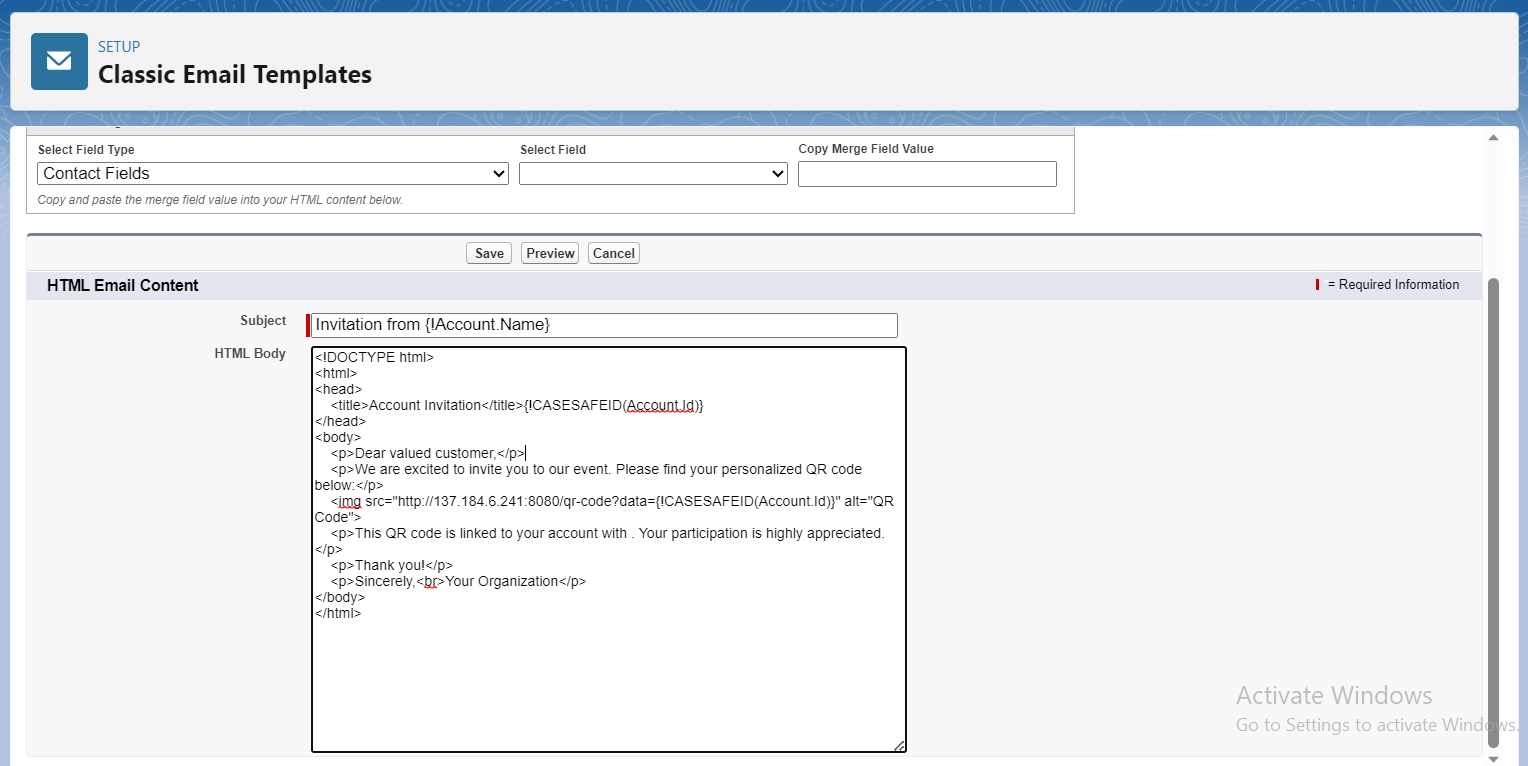 SETUP
Classic Email Templates
Select Field Type
Select Field
Copy Merge Field Value
Contact Fields
Copy and paste the merge field value into your HTML content below.
Save Preview Cancel
HTML Email Content
= Required Information
Subject
Invitation from {!Account.Name}
HTML Body
<!DOCTYPE html>
<html>
<head>
<title>Account Invitation</title>{!CASESAFEID(Account.Id)}
</head>
<body>
<p>Dear valued customer,</p>
<p>We are excited to invite you to our event. Please find your personalized QR code
below:</p>
<img src="http://137.184.6.241:8080/qr-code?data={!CASESAFEID(Account.Id)}" alt="QR
Code">
<p>This QR code is linked to your account with . Your participation is highly appreciated.
</p>
<p>Thank you!</p>
<p>Sincerely,<br>Your Organization</p>
</body>
</html>
Activate Windows
Go to Settings to activate Windows.